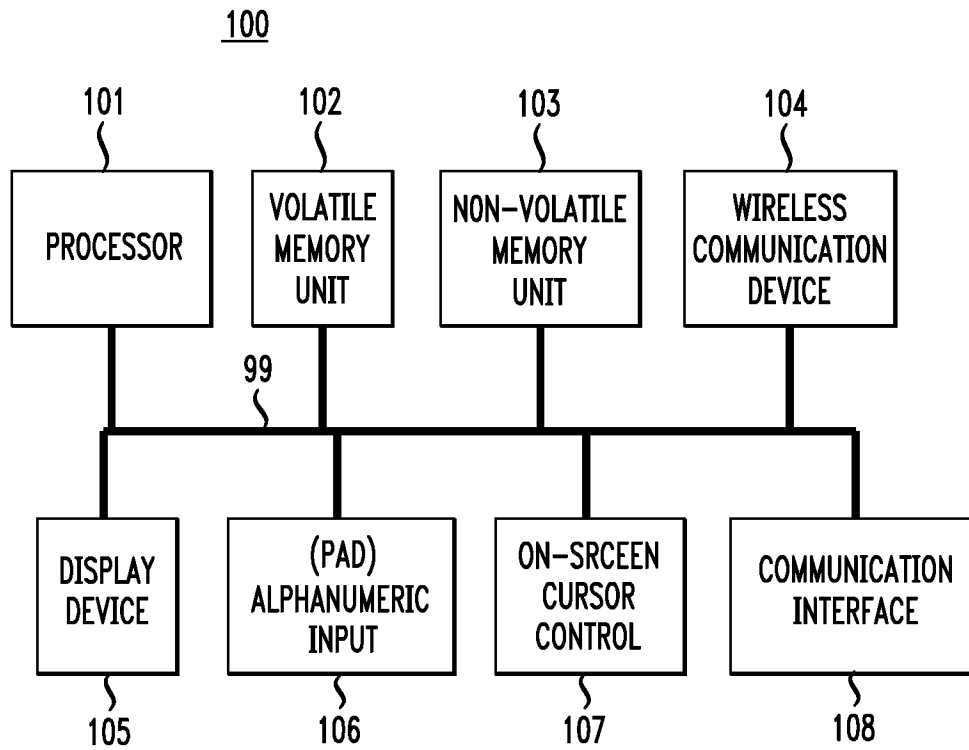 100
101
102
103
104
PROCESSOR
VOLATILE
MEMORY
UNIT
NON-VOLATILE
MEMORY
UNIT
WIRELESS
COMMUNICATION
DEVICE
99
DISPLAY
DEVICE
(PAD)
ALPHANUMERIC
INPUT
ON-SRCEEN
CURSOR
CONTROL
COMMUNICATION
INTERFACE
105
106
107
108